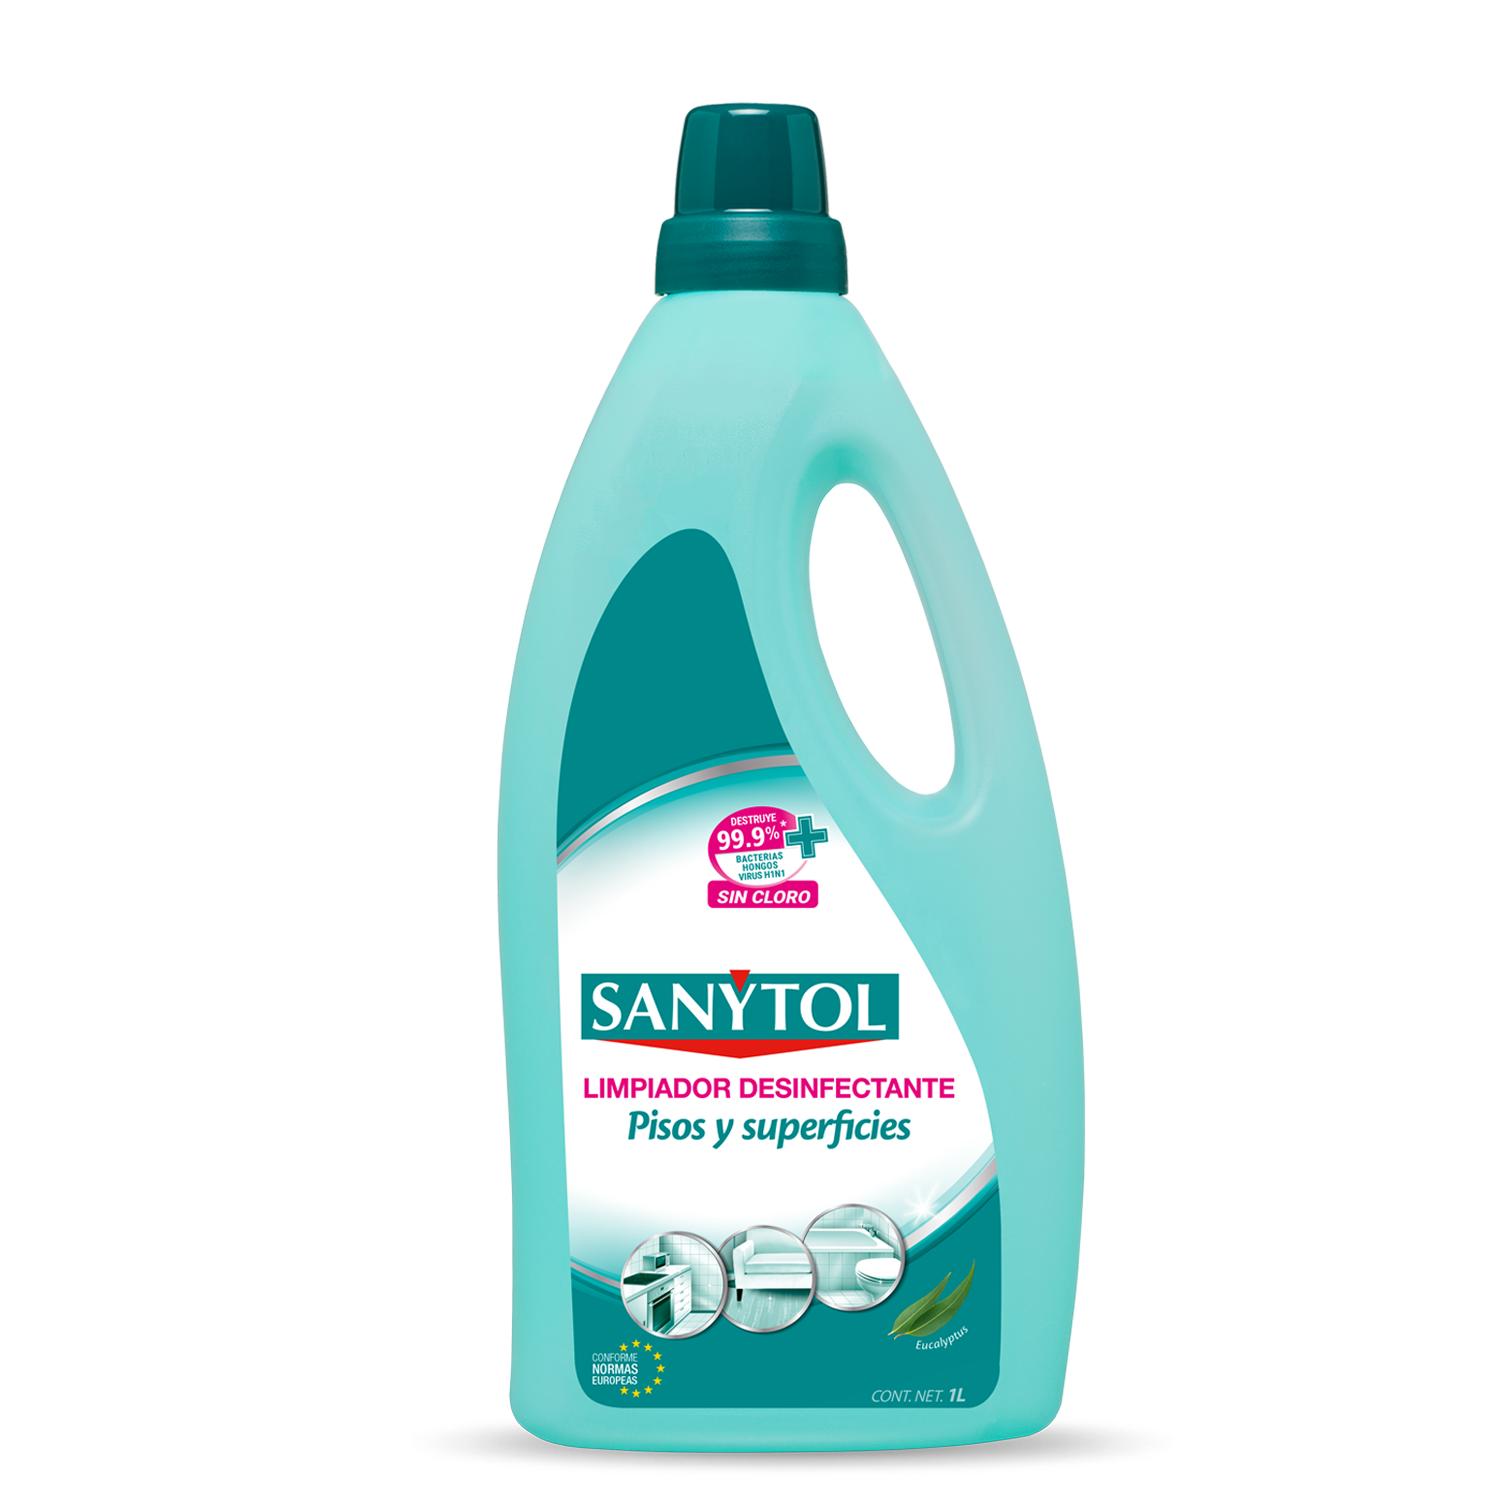 DESTRUYE
99.9%*
BACTERIAS
HONGOS
VIRUS H1N1
SIN CLORO
SANYTOL
LIMPIADOR DESINFECTANTE
Pisos y superficies
Eucalyptus
CONFORME
NORMAS
EUROPEAS
CONT. NET. 1L